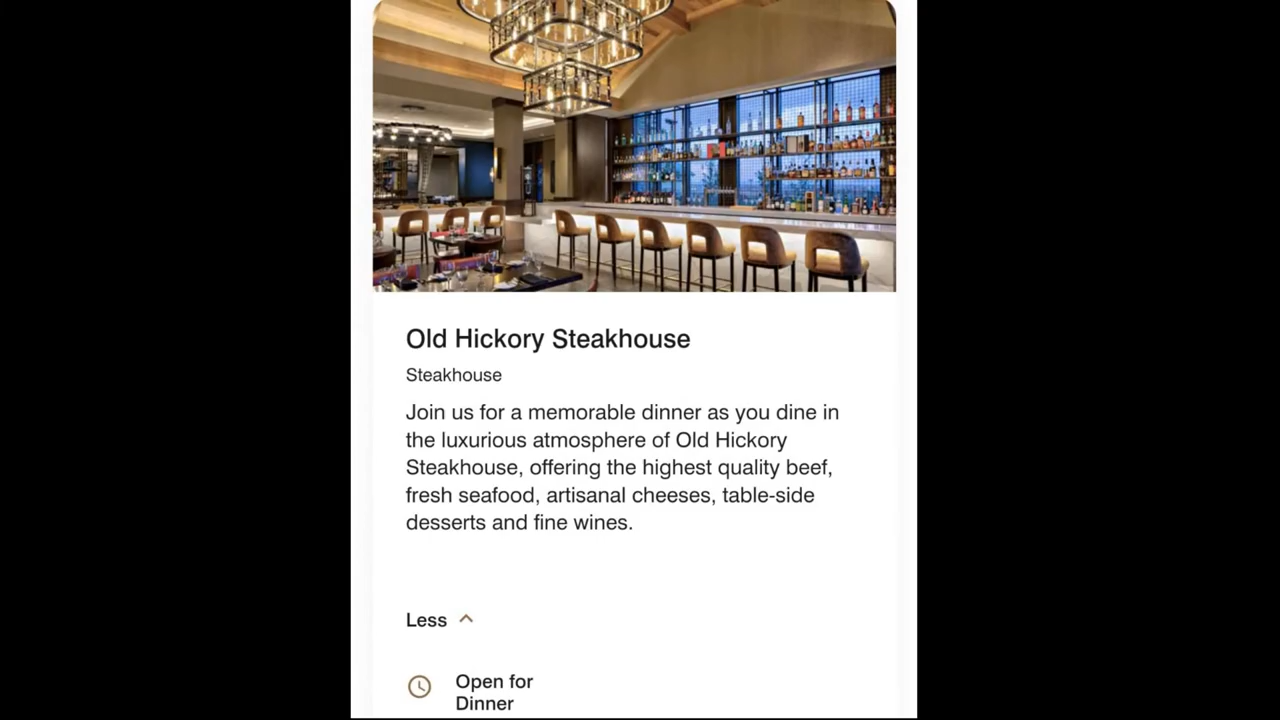 Old Hickory Steakhouse
Steakhouse
Join us for a memorable dinner as you dine in
the luxurious atmosphere of Old Hickory
Steakhouse, offering the highest quality beef,
fresh seafood, artisanal cheeses, table-side
desserts and fine wines.
Less
Open for
Dinner